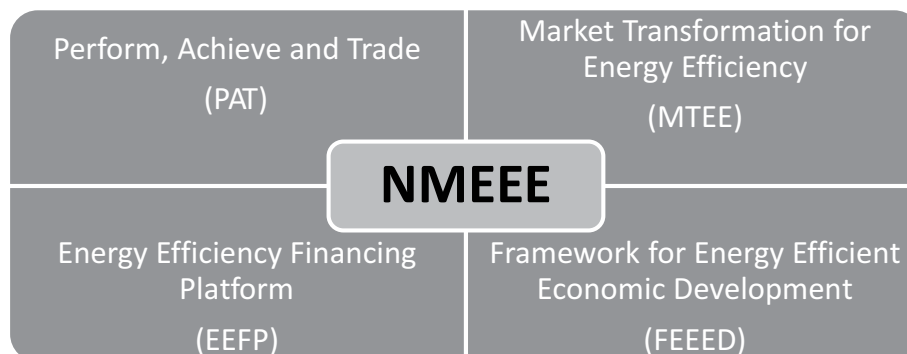 Perform, Achieve and Trade
(PAT)
Market Transformation for
Energy Efficiency
(MTEE)
NMEEE
Energy Efficiency Financing
Platform
(EEFP)
Framework for Energy Efficient
Economic Development
(FEEED)